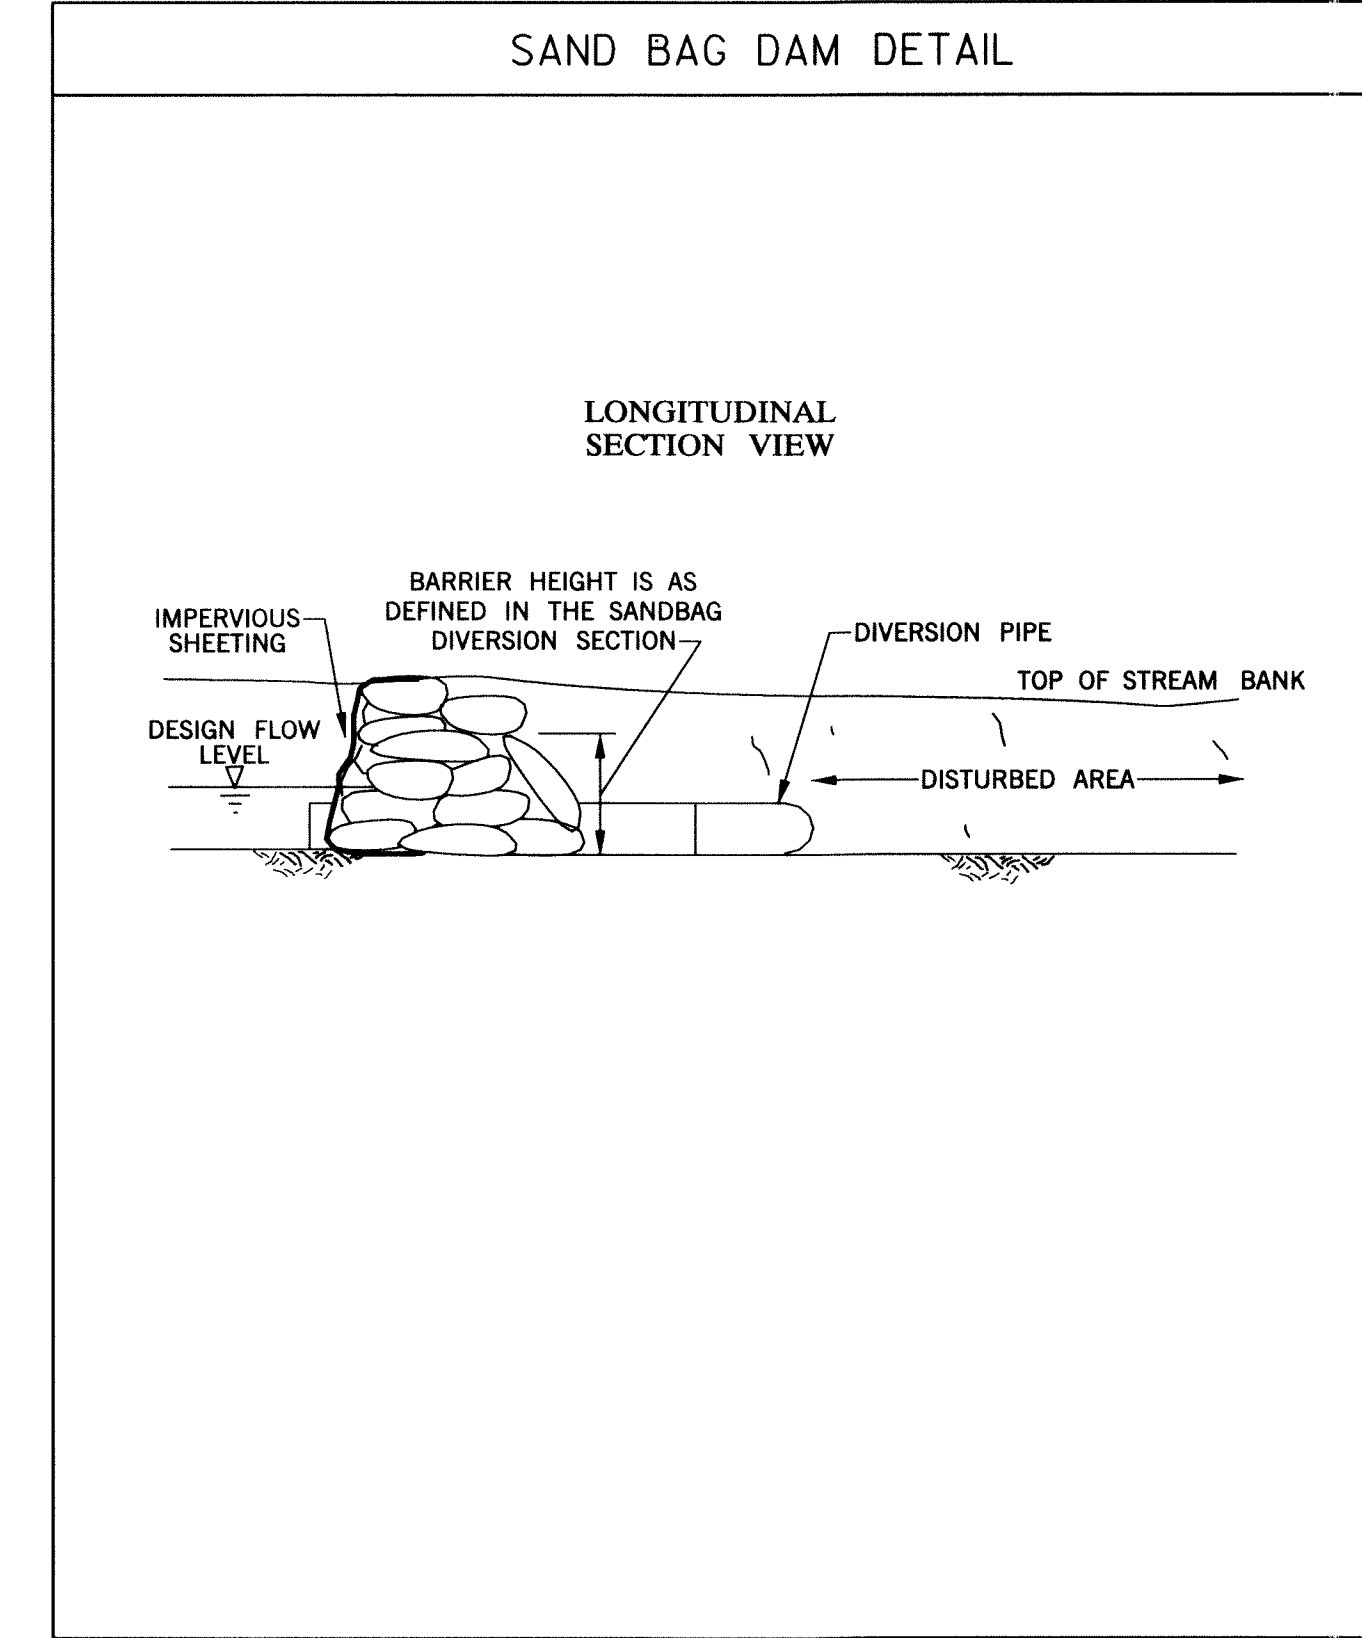 SAND BAG DAM DETAIL
LONGITUDINAL
SECTION VIEW
BARRIER HEIGHT IS AS
DEFINED IN THE SANDBAG
DIVERSION SECTION
IMPERVIOUS
SHEETING
DIVERSION PIPE
TOP OF STREAM BANK
DESIGN FLOW
LEVEL
DISTURBED AREA